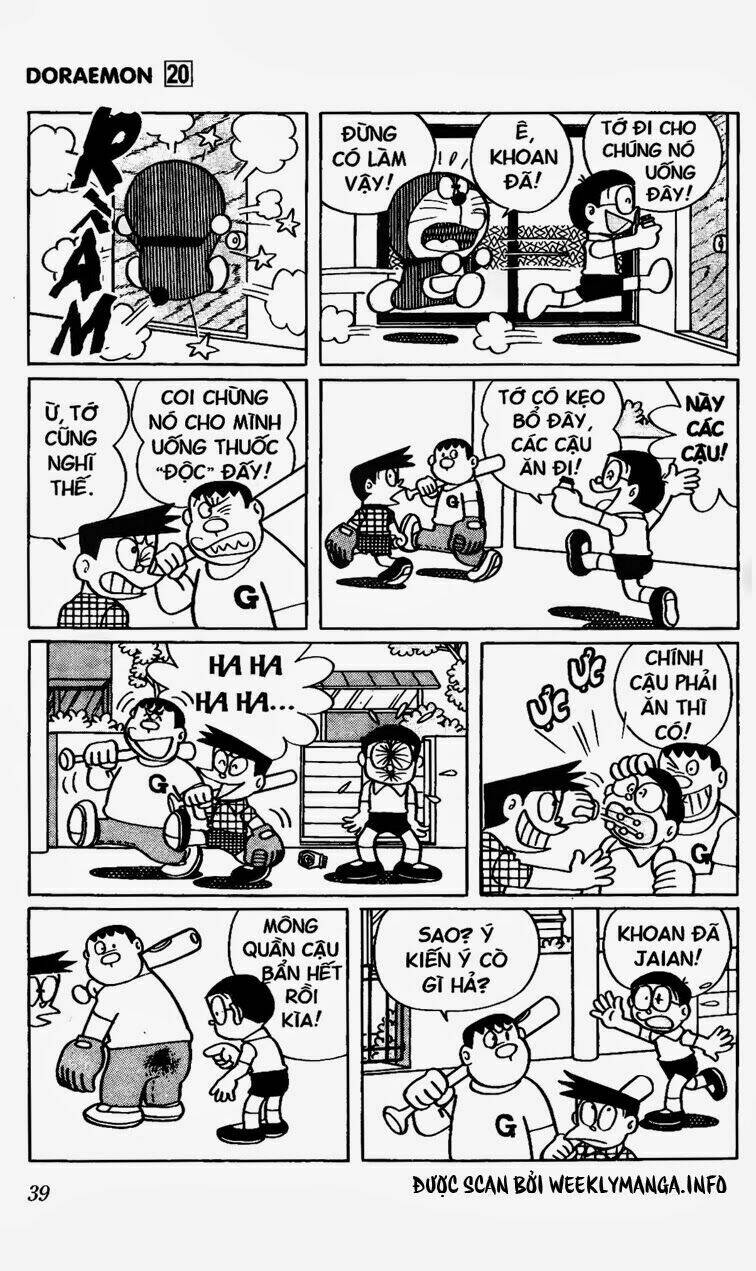 DORAEMON 20
TỚ ĐI CHO
CHÚNG NÓ
UỐNG
ĐÂY!
Ê,
KHOAN
ĐÃ!
ĐỪNG
CÓ LÀM
VẬY!
RẦM
NÀY
CÁC
CẬU!
TỚ CÓ KẸO
BỔ ĐÂY,
CÁC CẬU
ĂN ĐI!
G
COI CHỪNG
NÓ CHO MÌNH
UỐNG THUỐC
“ĐỘC” ĐẤY!
Ừ, TỚ
CŨNG
NGHĨ
THẾ.
G
CHÍNH
CẬU PHẢI
ĂN THÌ
CÓ!
ỰC
ỰC
G
HA HA
HA HA...
G
KHOAN ĐÃ
JAIAN!
SAO? Ý
KIẾN Ý CÒ
GÌ HẢ?
G
MÔNG
QUẦN CẬU
BẨN HẾT
RỒI
KÌA!
39
ĐƯỢC SCAN BỞI WEEKLYMANGA.INFO